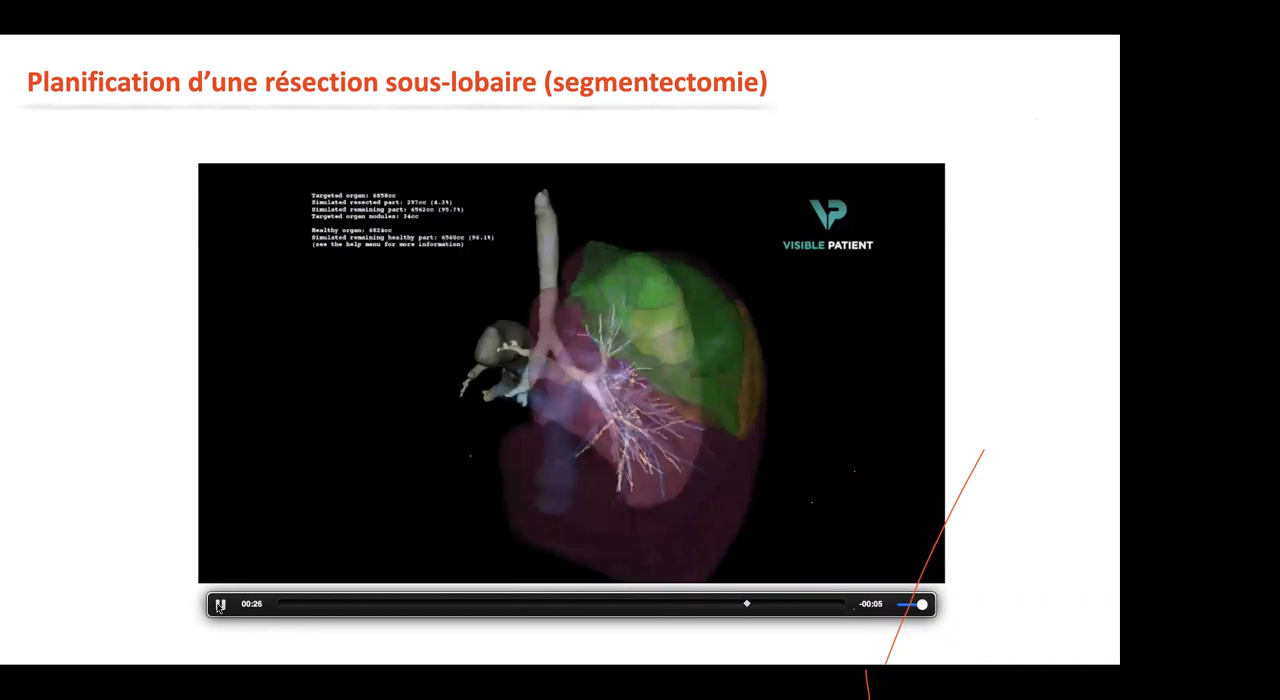 Planification d’une résection sous-lobaire (segmentectomie)
Targeted organ: 6858cc
Simulated resected part: 297cc (4.3%)
Simulated remaining part: 6562cc (95.7%)
Targeted organ nodules: 34cc
Healthy organ: 6824cc
Simulated remaining healthy part: 6560cc (96.1%)
(see the help menu for more information)
VP
VISIBLE PATIENT
00:26
-00:05